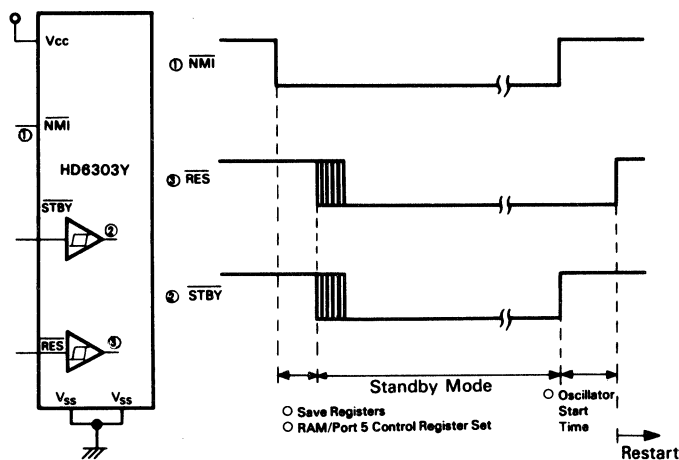 Vcc
① NMI
① NMI
HD6303Y
③ RES
STBY
②
② STBY
RES
③
Vss Vss
Standby Mode
○ Save Registers
○ RAM/Port 5 Control Register Set
○ Oscillator
Start
Time
Restart